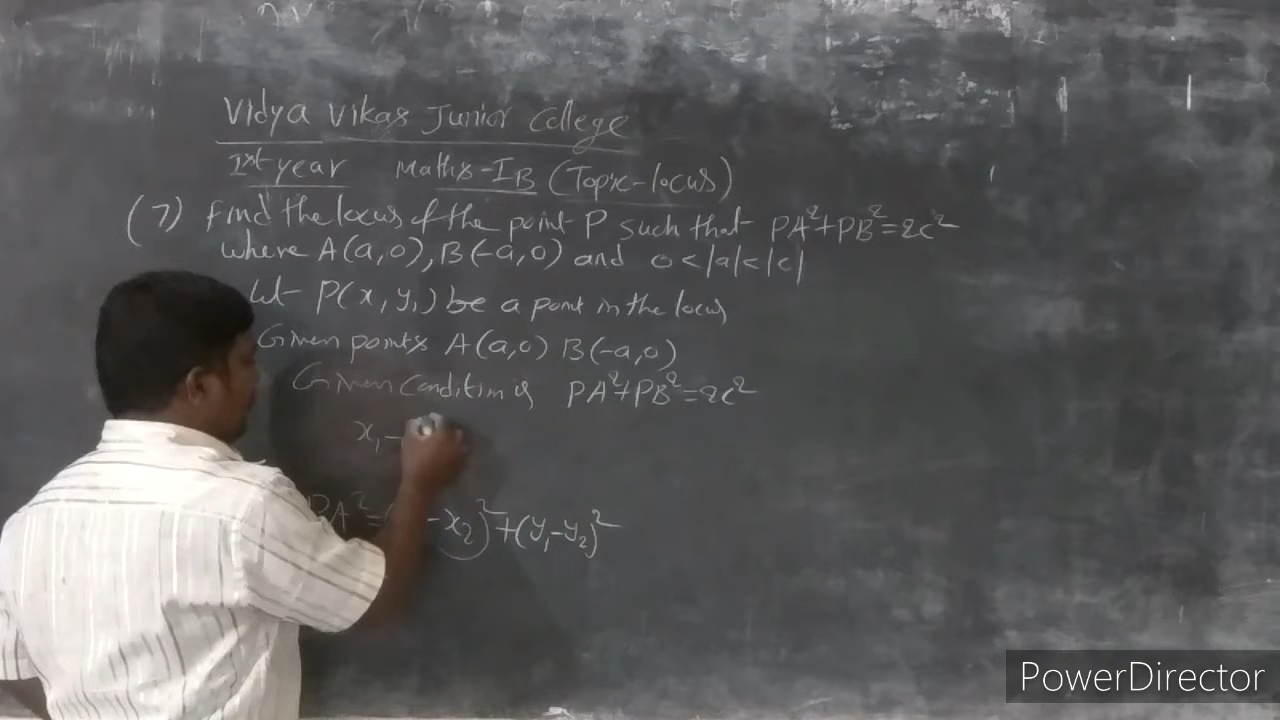 Vidya Vikas Junior College
Ist year Maths-IB (Topic-locus)
(7) Find the locus of the point P such that PA²+PB²=2c²
where A(a,0), B(-a,0) and 0<|a|<|c|
Let P(x, y₁) be a point in the locus
Given points A(a,0) B(-a,0)
Given Condition is PA²+PB²=2c²
x₁-
PA²= -x₂)²+(y₁-y₂)²
PowerDirector